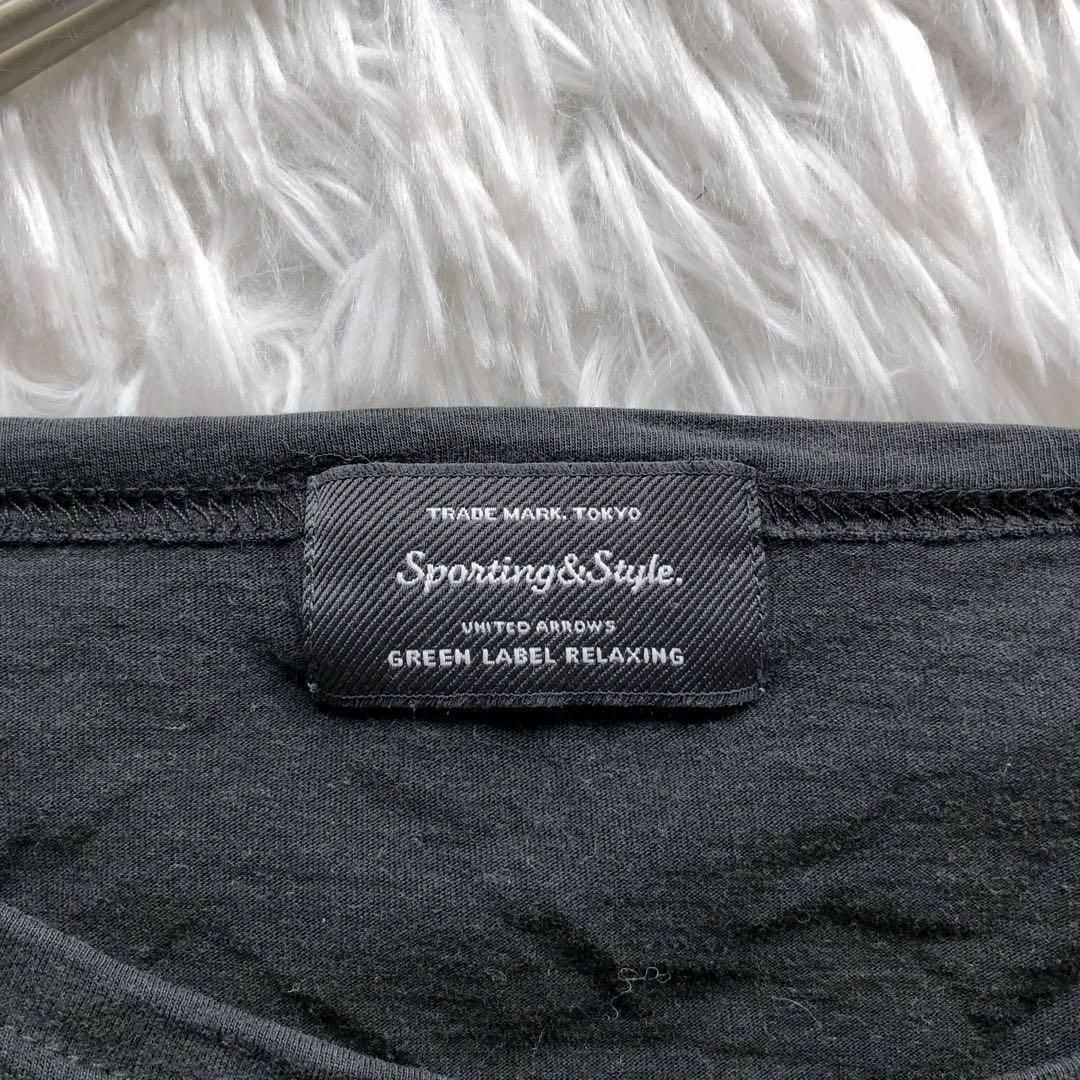 TRADE MARK. TOKYO
Sporting&Style.
UNITED ARROWS
GREEN LABEL RELAXING